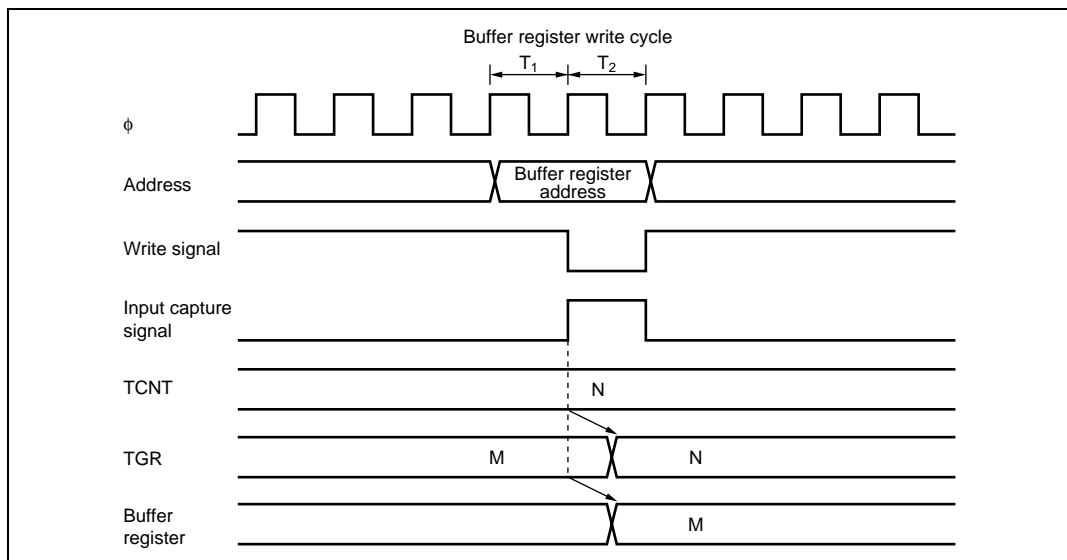 Buffer register write cycle
T₁ T₂
ϕ
Address
Buffer register
address
Write signal
Input capture
signal
TCNT
N
TGR
M N
Buffer
register
M